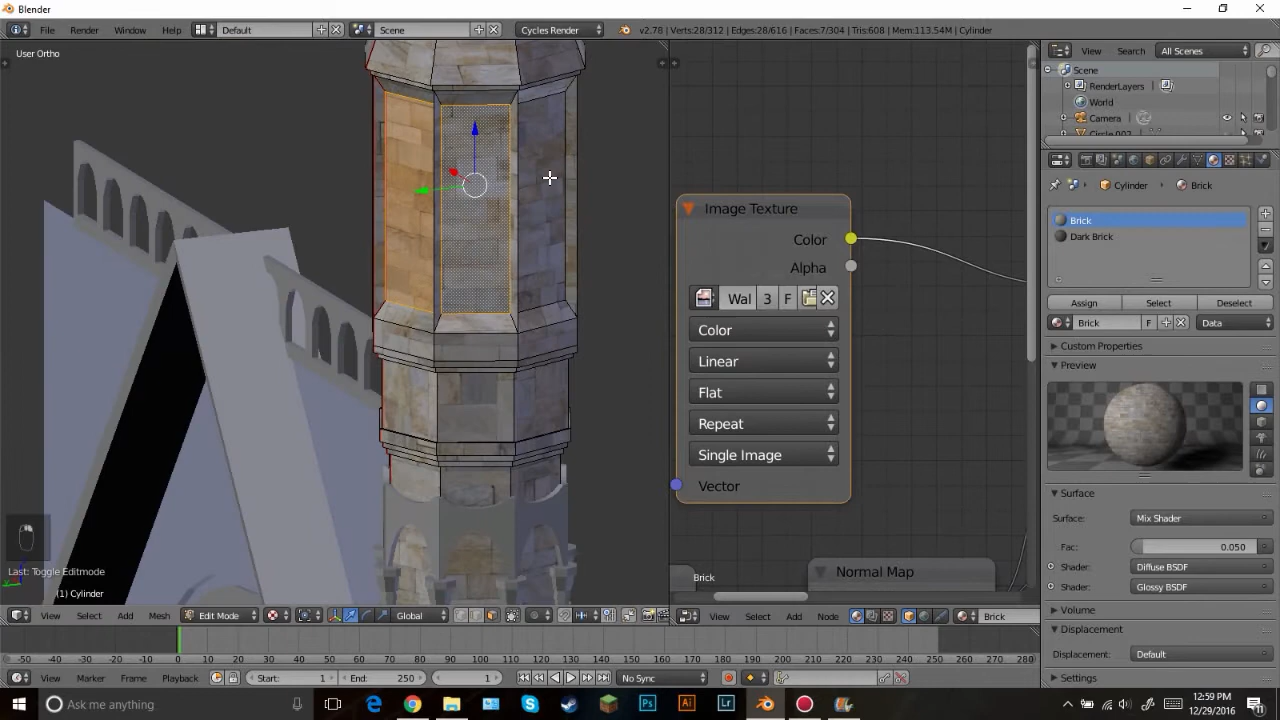 Blender
File Render Window Help Default Scene Cycles Render v2.78 | Verts:28/312 | Edges:28/616 | Faces:7/304 | Tris:608 | Mem:113.54M | Cylinder
View Search All Scenes
User Ortho
Scene
RenderLayers
World
Camera
Circle.003
Cylinder Brick
Image Texture
Brick
Color
Dark Brick
Alpha
Wal 3 F
Assign Select Deselect
Color
Brick F Data
Custom Properties
Linear
Preview
Flat
Repeat
Single Image
Vector
Surface
Surface: Mix Shader
Fac: 0.050
Last: Toggle Editmode
Shader: Diffuse BSDF
Normal Map
Brick
(1) Cylinder
Shader: Glossy BSDF
Volume
View Select Add Mesh Edit Mode Global View Select Add Node Brick
Displacement
Displacement: Default
-50 -40 -30 -20 -10 0 10 20 30 40 50 60 70 80 90 100 110 120 130 140 150 160 170 180 190 200 210 220 230 240 250 260 270 280
View Marker Frame Playback Start: 1 End: 250 1 No Sync
Settings
Ask me anything
Ps Ai Lr
12:59 PM
12/29/2016